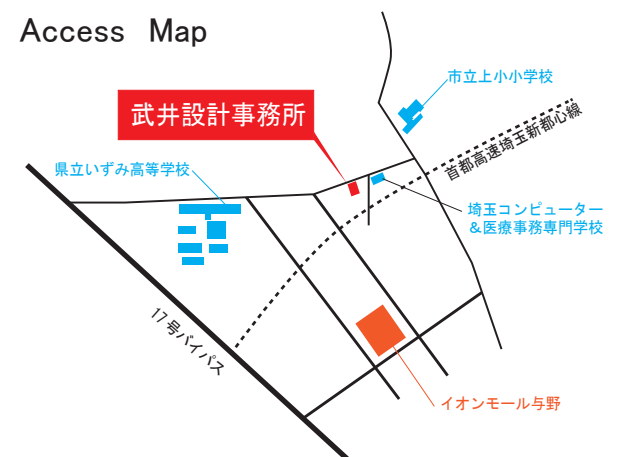 Access Map
市立上小小学校
武井設計事務所
首都高速埼玉新都心線
県立いずみ高等学校
埼玉コンピューター
&医療事務専門学校
17号バイパス
イオンモール与野